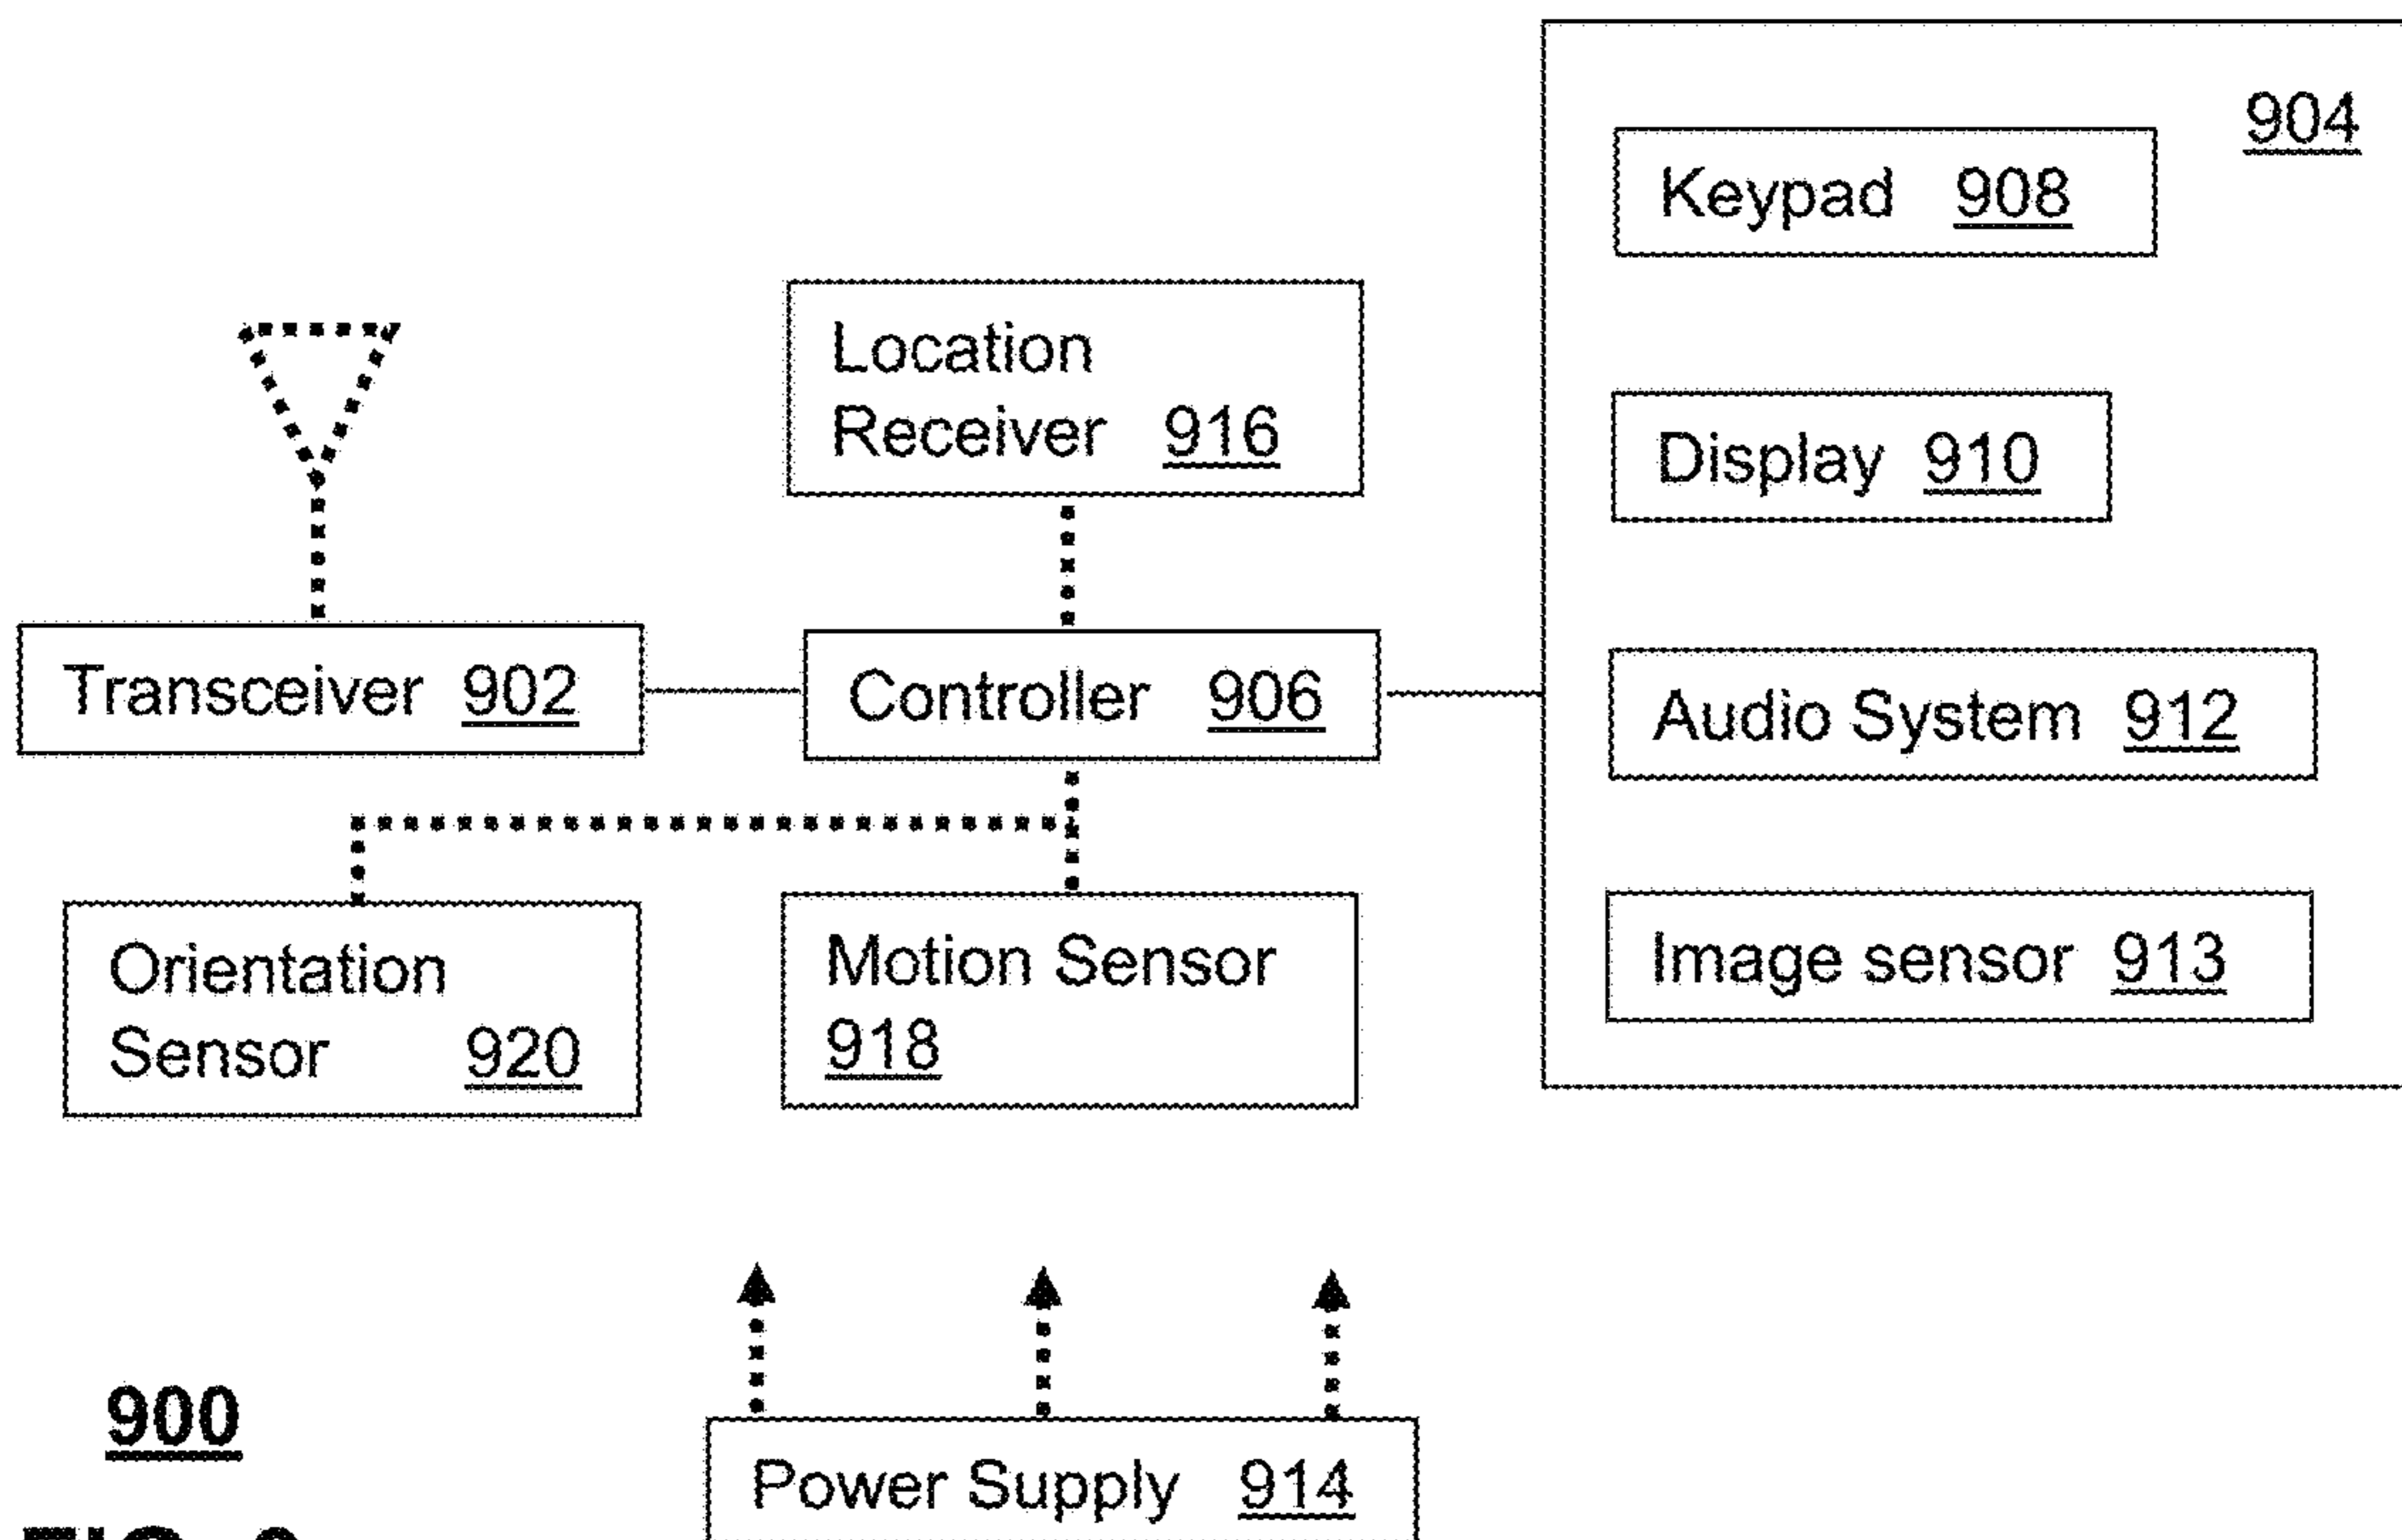 904
Keypad 908
Location
Receiver 916
Display 910
Transceiver 902
Controller 906
Audio System 912
Orientation
Sensor 920
Motion Sensor
918
Image sensor 913
900
Power Supply 914